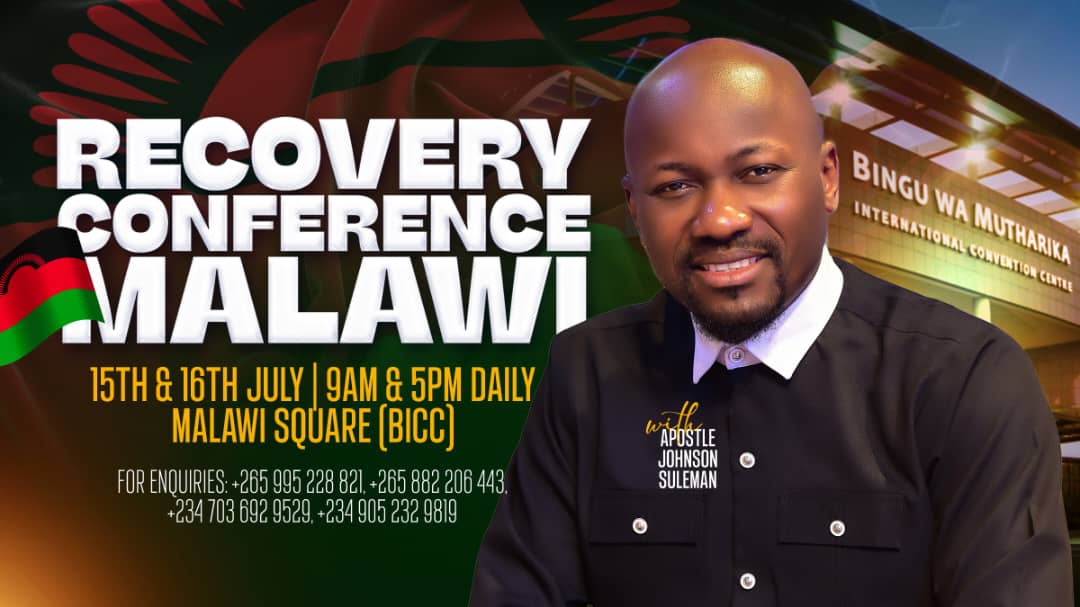 RECOVERY
CONFERENCE
MALAWI
15TH & 16TH JULY | 9AM & 5PM DAILY
MALAWI SQUARE (BICC)
FOR ENQUIRIES: +265 995 228 821, +265 882 206 443,
+234 703 692 9529, +234 905 232 9819
with
APOSTLE
JOHNSON
SULEMAN
BINGU WA MUTHARIKA
INTERNATIONAL CONVENTION CENTRE